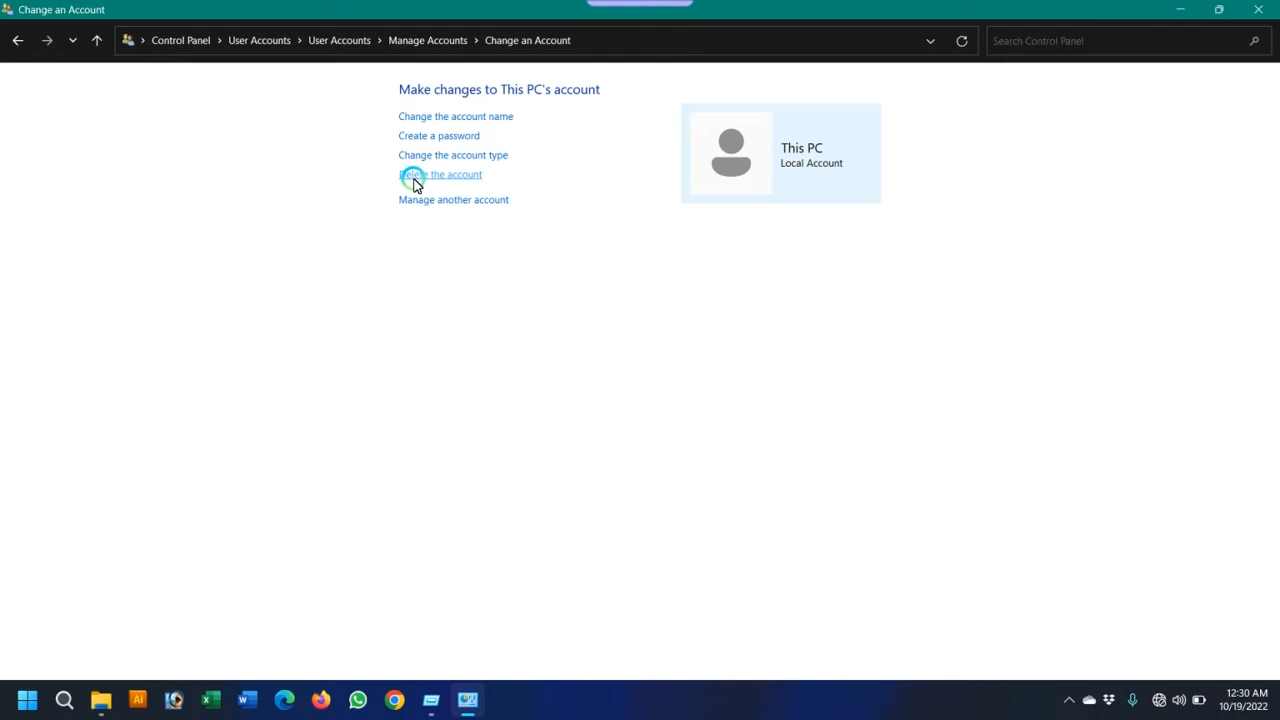 Change an Account
Control Panel > User Accounts > User Accounts > Manage Accounts > Change an Account
Search Control Panel
Make changes to This PC's account
Change the account name
Create a password
Change the account type
Delete the account
Manage another account
This PC
Local Account
Ai
12:30 AM
10/19/2022